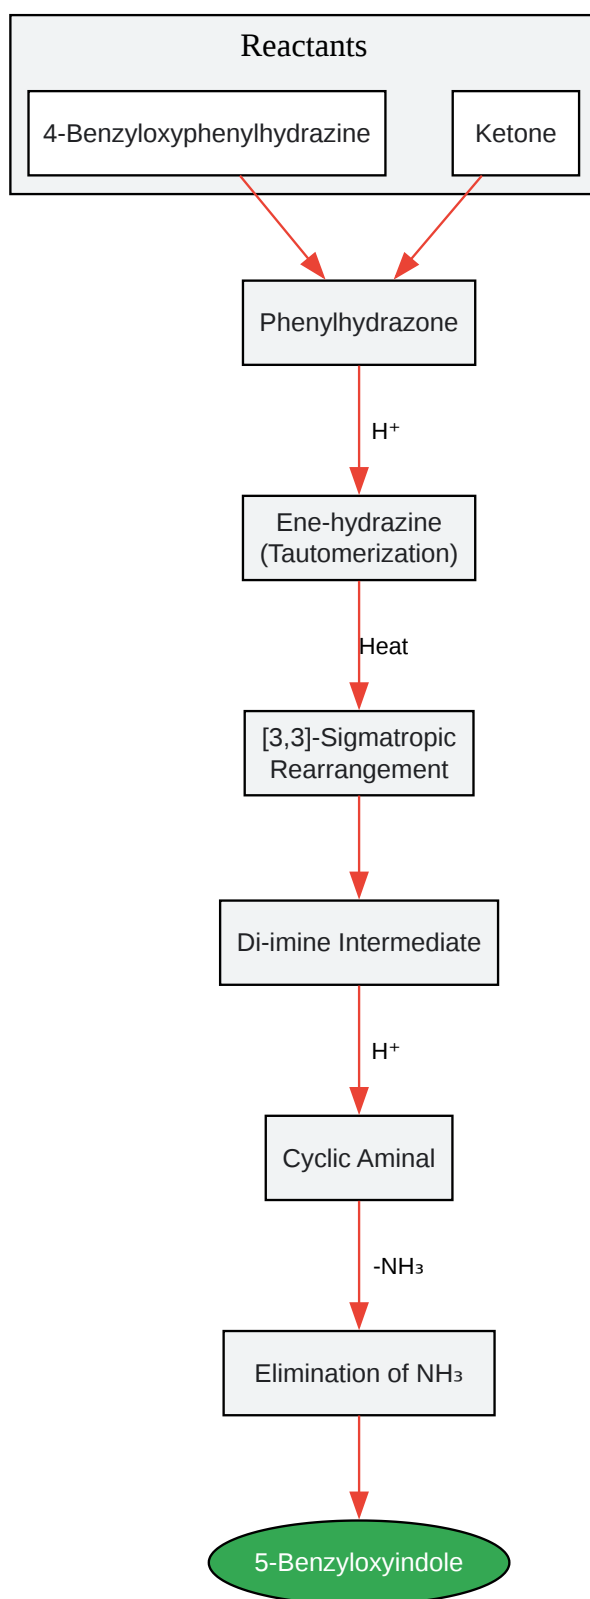 Reactants
4-Benzyloxyphenylhydrazine
Ketone
Phenylhydrazone
H⁺
Ene-hydrazine
(Tautomerization)
Heat
[3,3]-Sigmatropic
Rearrangement
Di-imine Intermediate
H⁺
Cyclic Aminal
-NH₃
Elimination of NH₃
5-Benzyloxyindole